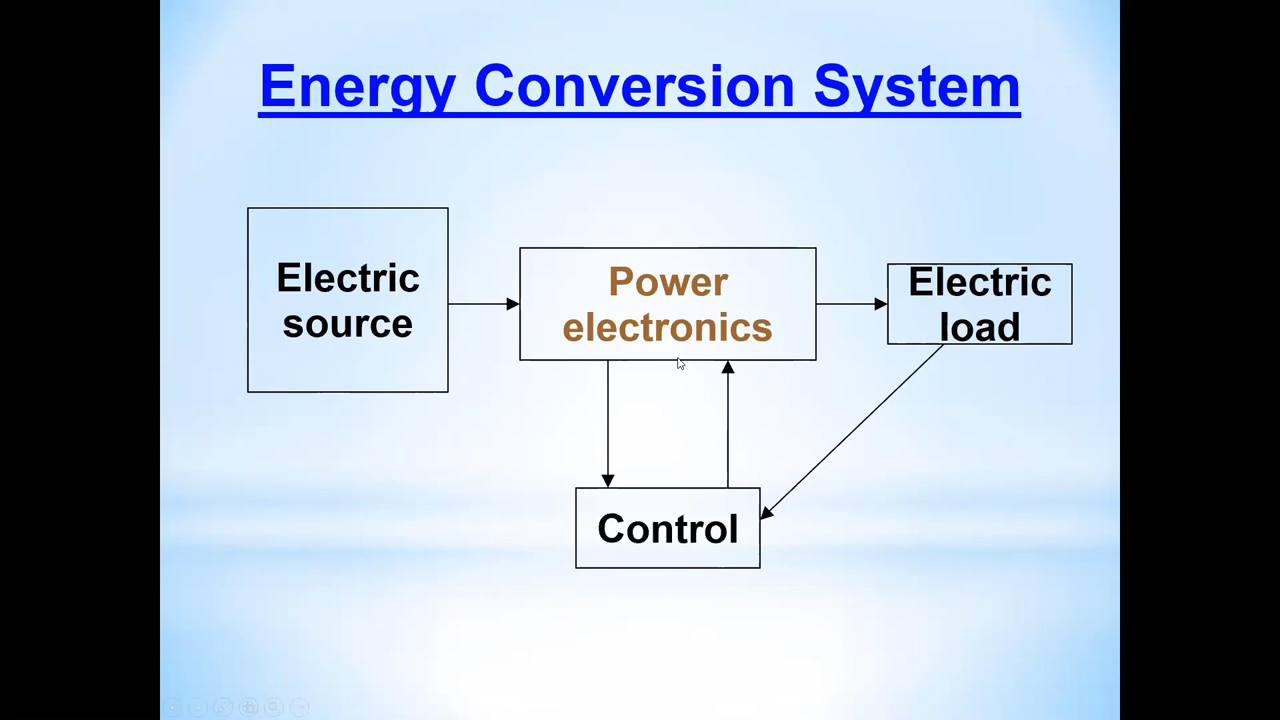 Energy Conversion System
Electric
source
Power
electronics
Electric
load
Control